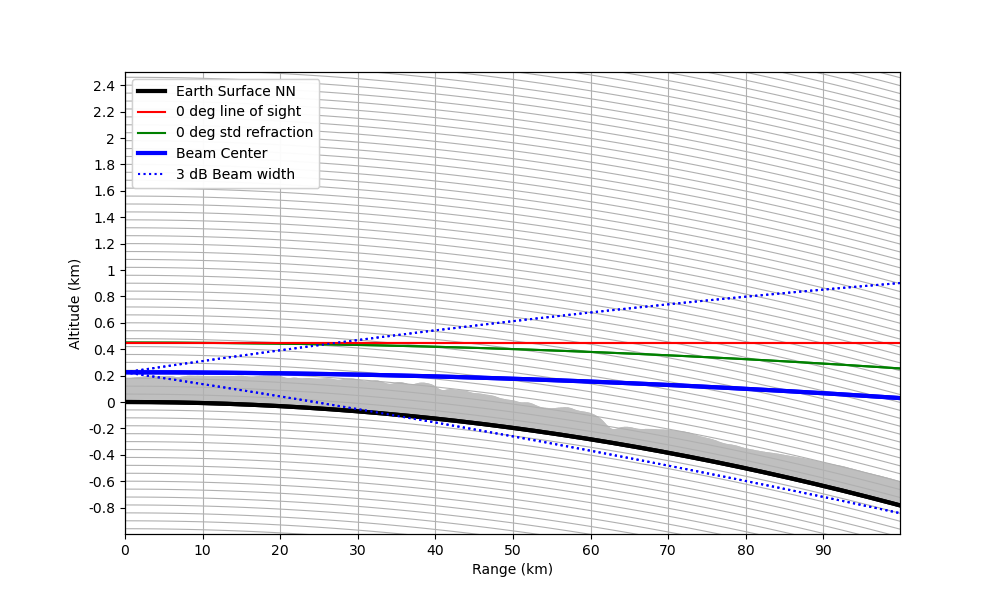 Earth Surface NN
0 deg line of sight
0 deg std refraction
Beam Center
3 dB Beam width
Altitude (km)
2.4
2.2
2
1.8
1.6
1.4
1.2
1
0.8
0.6
0.4
0.2
0
-0.2
-0.4
-0.6
-0.8
0 10 20 30 40 50 60 70 80 90
Range (km)